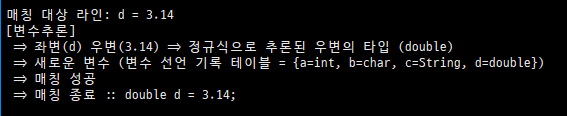 매칭 대상 라인: d = 3.14
[변수추론]
⇒ 좌변(d) 우변(3.14) ⇒ 정규식으로 추론된 우변의 타입 (double)
⇒ 새로운 변수 (변수 선언 기록 테이블 = {a=int, b=char, c=String, d=double})
⇒ 매칭 성공
⇒ 매칭 종료 :: double d = 3.14;